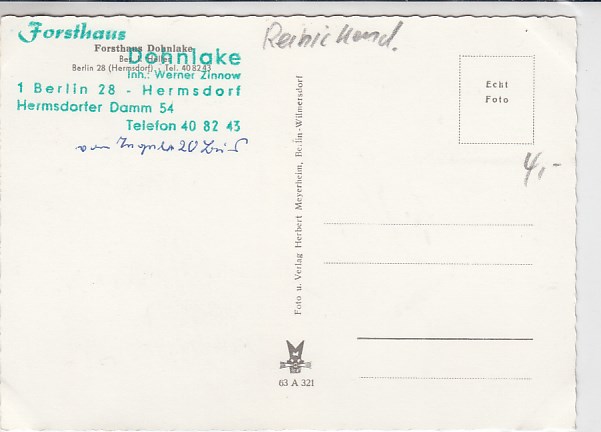 Forsthaus
Dohnlake
Inh.: Werner Zinnow
1 Berlin 28 - Hermsdorf
Hermsdorfer Damm 54
Telefon 40 82 43
Forsthaus Dohnlake
Berlin 28 (Hermsdorf) - Tel. 40 82 43
Echt
Foto
4,-
Foto u. Verlag Herbert Meyerheim, Berlin-Wilmersdorf
63 A 321